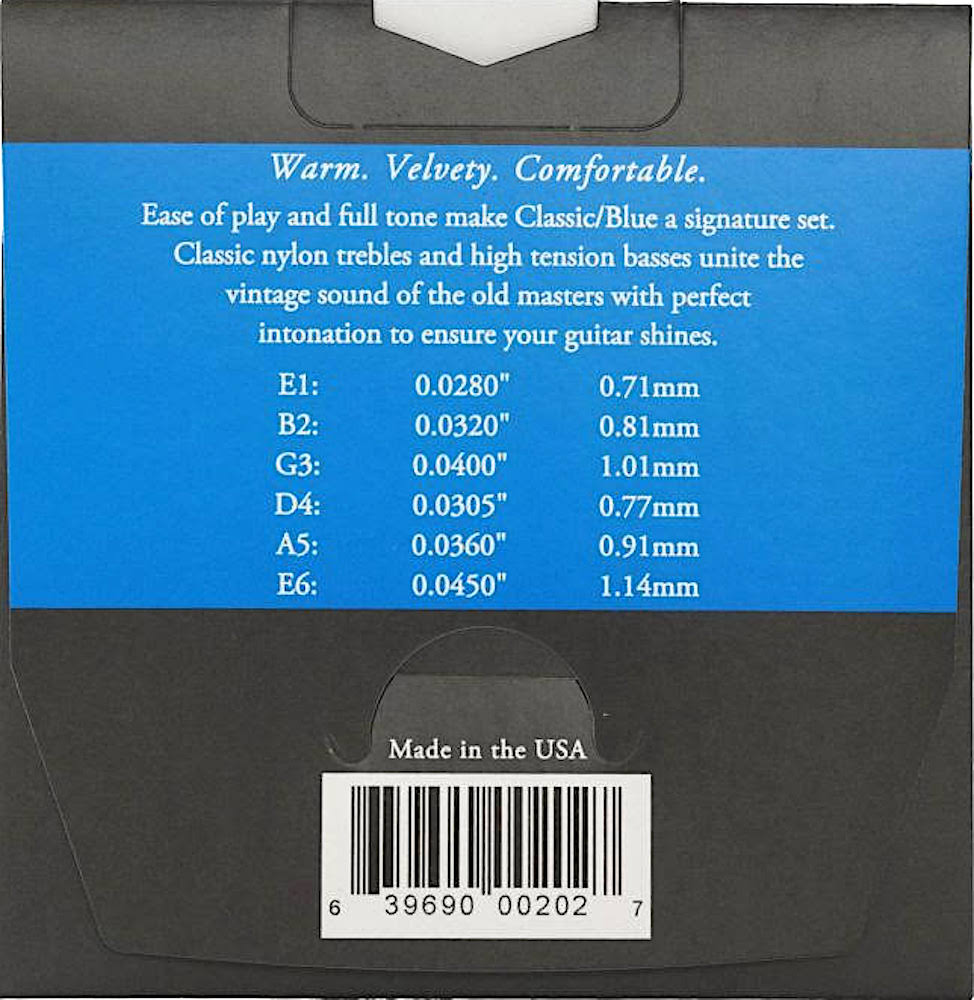 Warm. Velvety. Comfortable.
Ease of play and full tone make Classic/Blue a signature set.
Classic nylon trebles and high tension basses unite the
vintage sound of the old masters with perfect
intonation to ensure your guitar shines.
E1: 0.0280" 0.71mm
B2: 0.0320" 0.81mm
G3: 0.0400" 1.01mm
D4: 0.0305" 0.77mm
A5: 0.0360" 0.91mm
E6: 0.0450" 1.14mm
Made in the USA
6 39690 00202 7